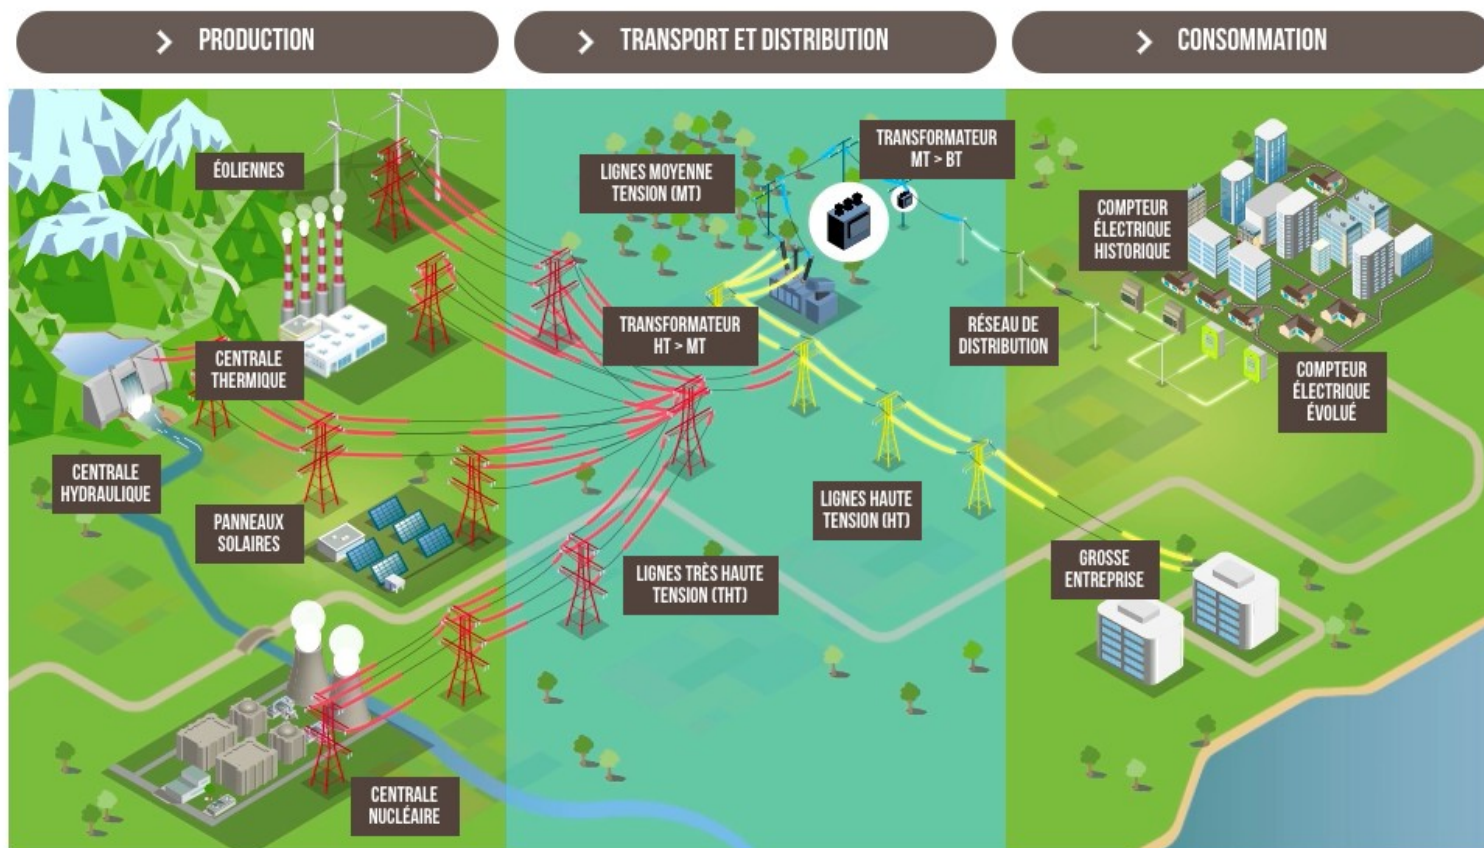 PRODUCTION
TRANSPORT ET DISTRIBUTION
CONSOMMATION
ÉOLIENNES
LIGNES MOYENNE
TENSION (MT)
TRANSFORMATEUR
MT > BT
COMPTEUR
ÉLECTRIQUE
HISTORIQUE
CENTRALE
THERMIQUE
TRANSFORMATEUR
HT > MT
RÉSEAU DE
DISTRIBUTION
COMPTEUR
ÉLECTRIQUE
ÉVOLUÉ
CENTRALE
HYDRAULIQUE
PANNEAUX
SOLAIRES
LIGNES HAUTE
TENSION (HT)
LIGNES TRÈS HAUTE
TENSION (THT)
GROSSE
ENTREPRISE
CENTRALE
NUCLÉAIRE